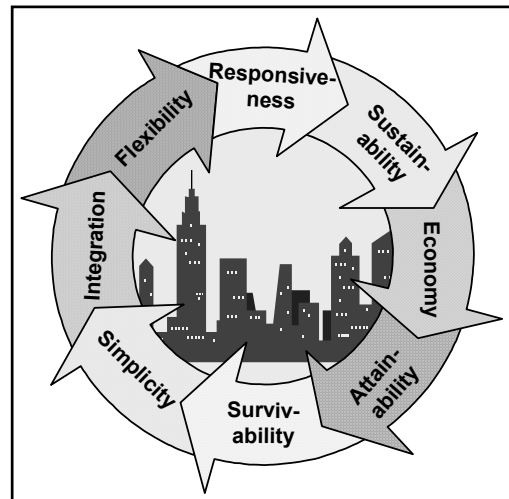 Responsive-
ness
Sustain-
ability
Economy
Attain-
ability
Surviv-
ability
Simplicity
Integration
Flexibility